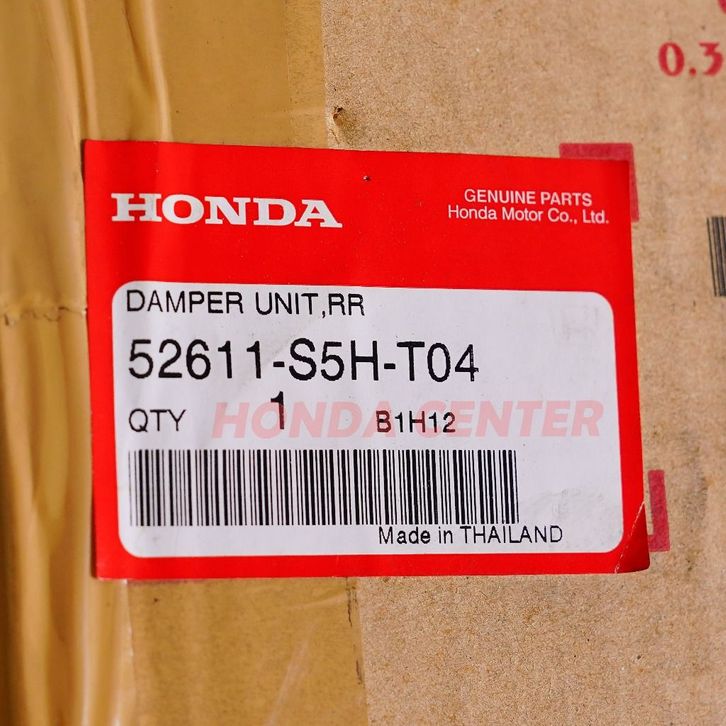 0.3
HONDA
GENUINE PARTS
Honda Motor Co., Ltd.
DAMPER UNIT,RR
52611-S5H-T04
QTY 1 B1H12
HONDA CENTER
Made in THAILAND